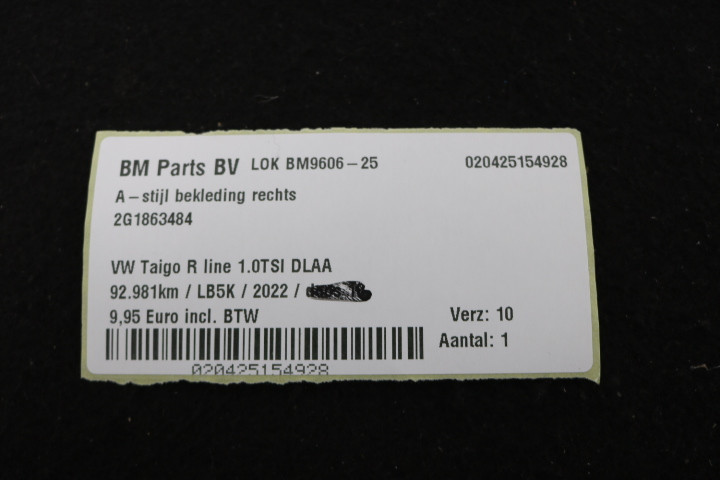 BM Parts BV LOK BM9606-25 020425154928
A-stijl bekleding rechts
2G1863484
VW Taigo R line 1.0TSI DLAA
92.981km / LB5K / 2022 /
9,95 Euro incl. BTW Verz: 10
Aantal: 1
020425154928